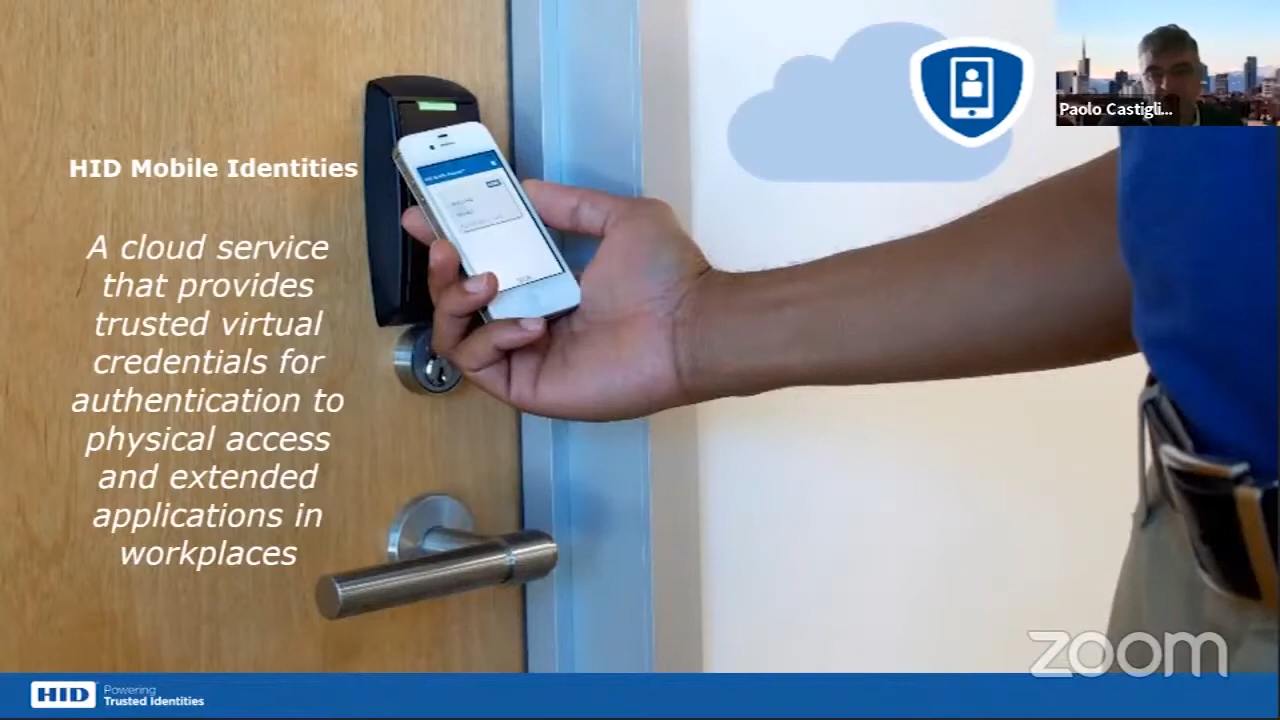 Paolo Castigli...
HID Mobile Identities
A cloud service
that provides
trusted virtual
credentials for
authentication to
physical access
and extended
applications in
workplaces
zoom
HID
Powering
Trusted Identities